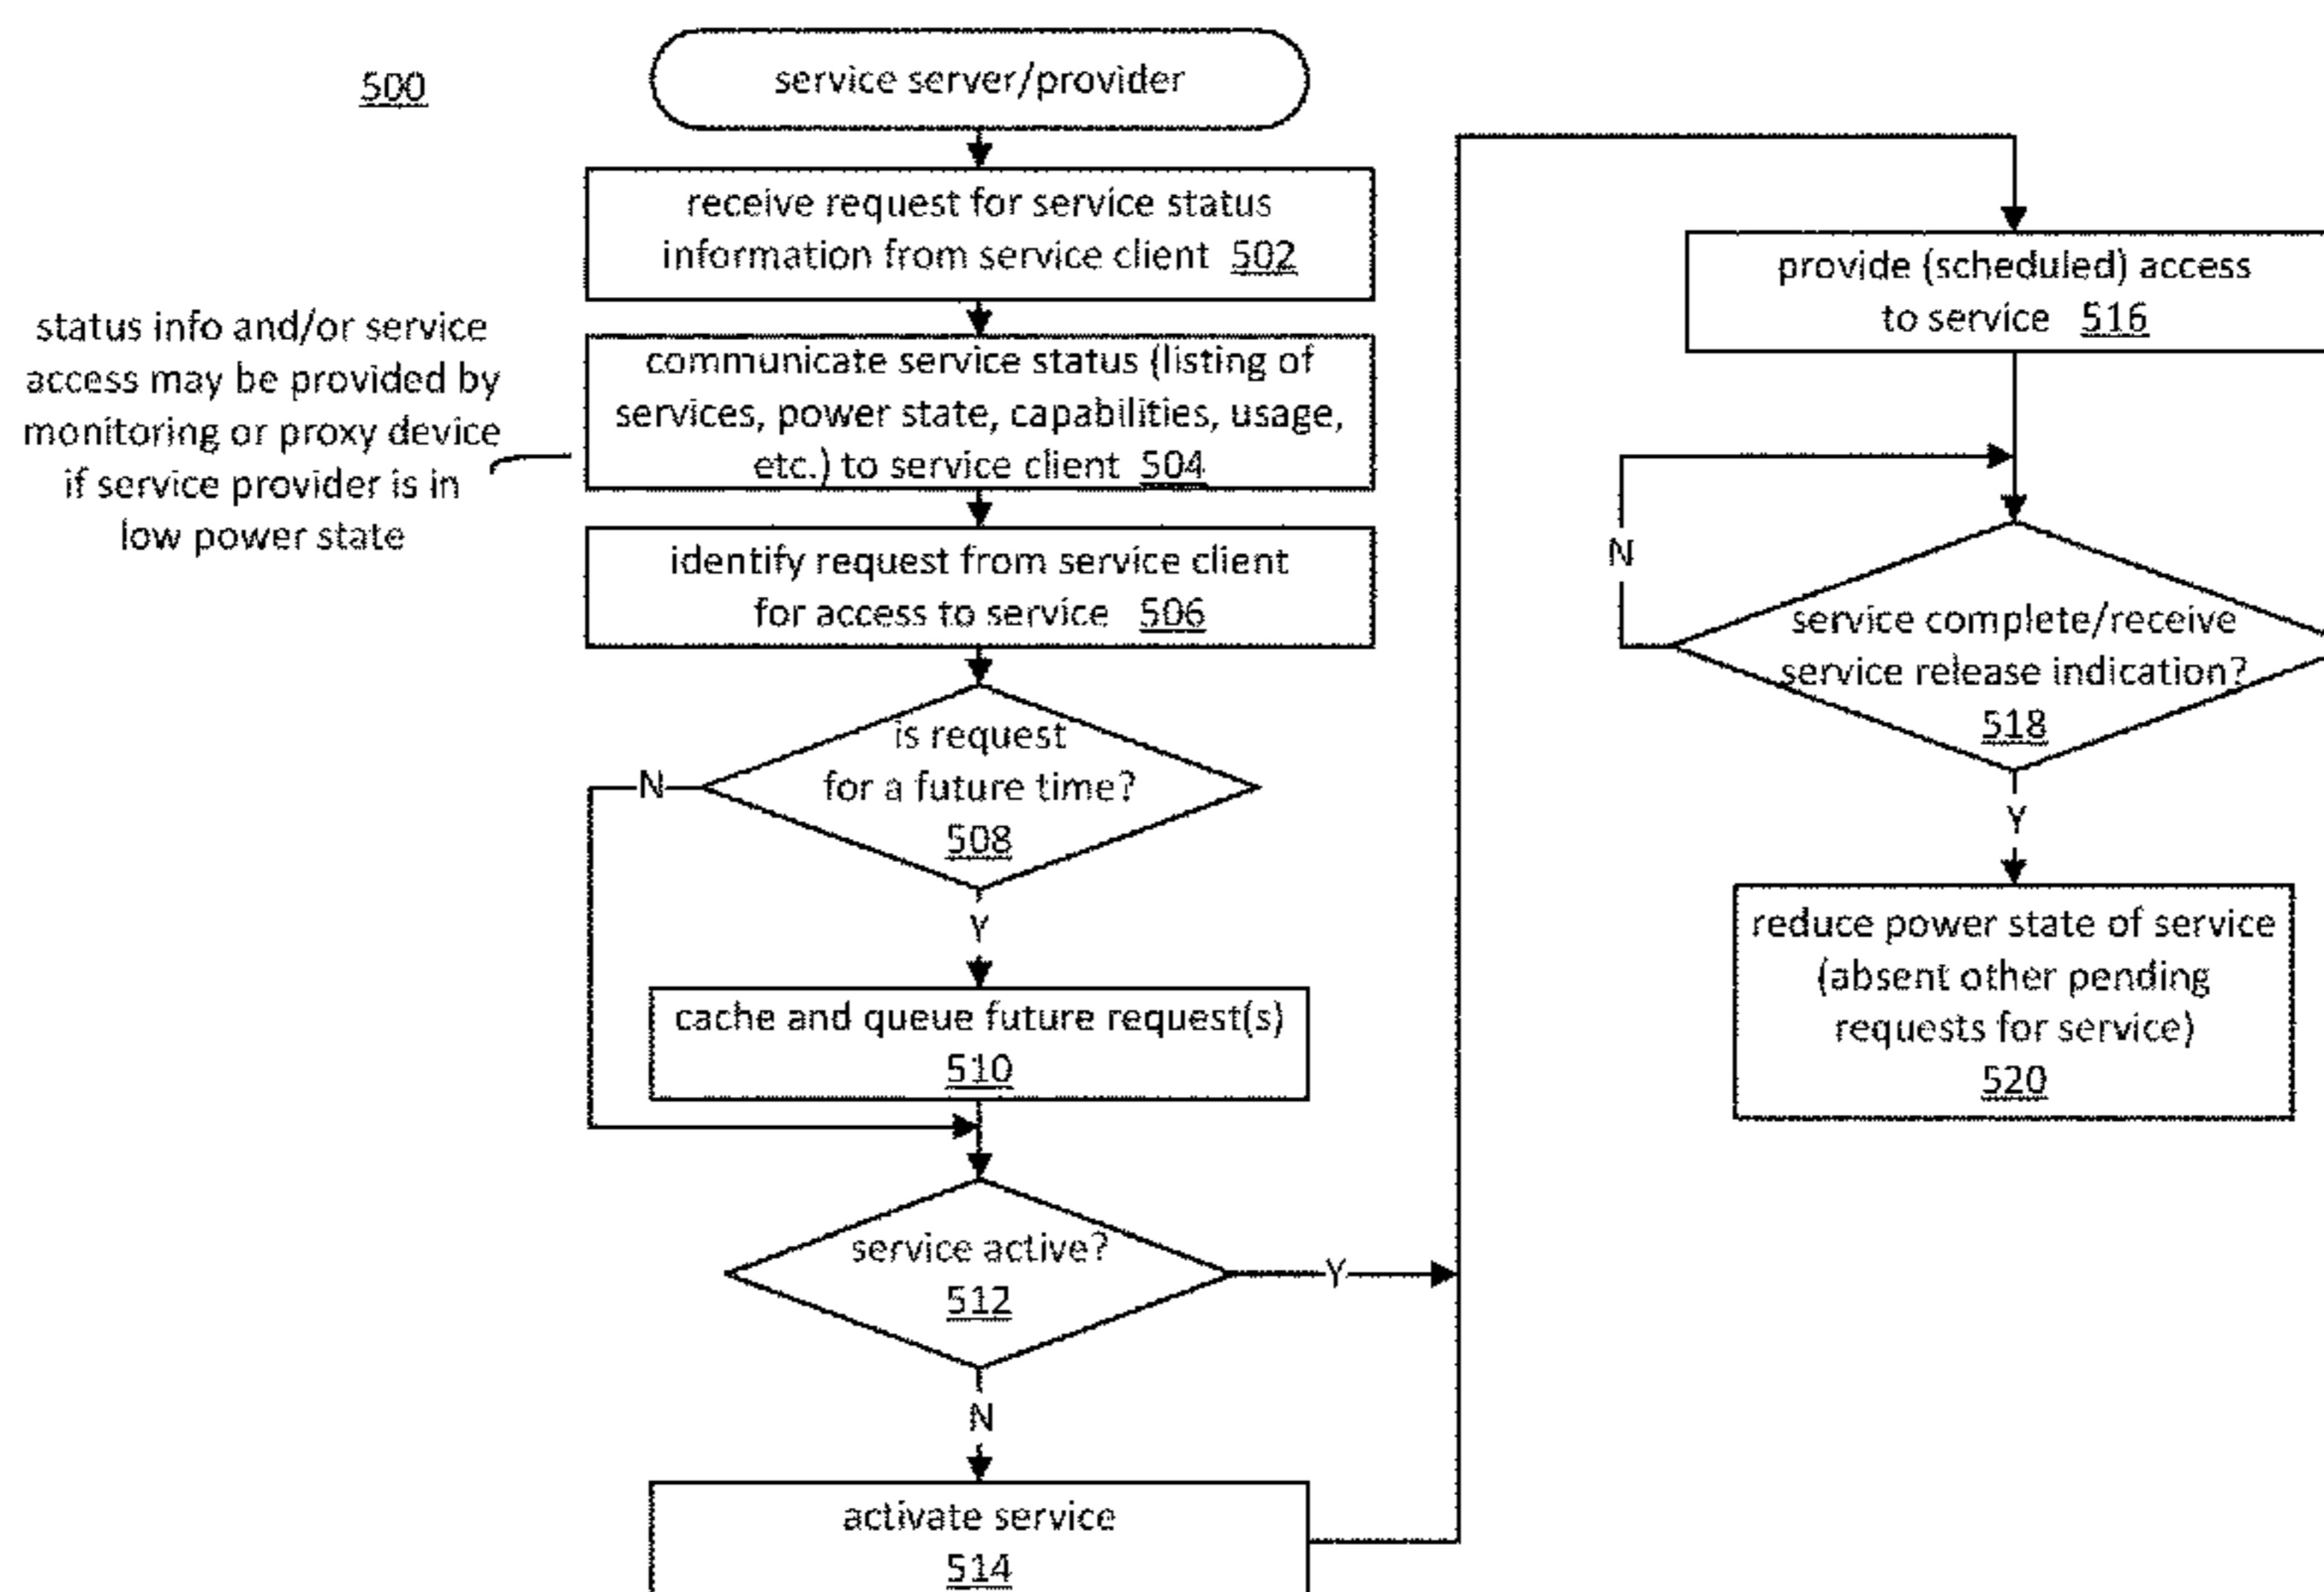 500
service server/provider
receive request for service status
information from service client 502
status info and/or service
access may be provided by
monitoring or proxy device
if service provider is in
low power state
communicate service status (listing of
services, power state, capabilities, usage,
etc.) to service client 504
identify request from service client
for access to service 506
is request
for a future time?
508
N
Y
cache and queue future request(s)
510
service active?
512
Y
N
activate service
514
provide (scheduled) access
to service 516
N
service complete/receive
service release indication?
518
Y
reduce power state of service
(absent other pending
requests for service)
520